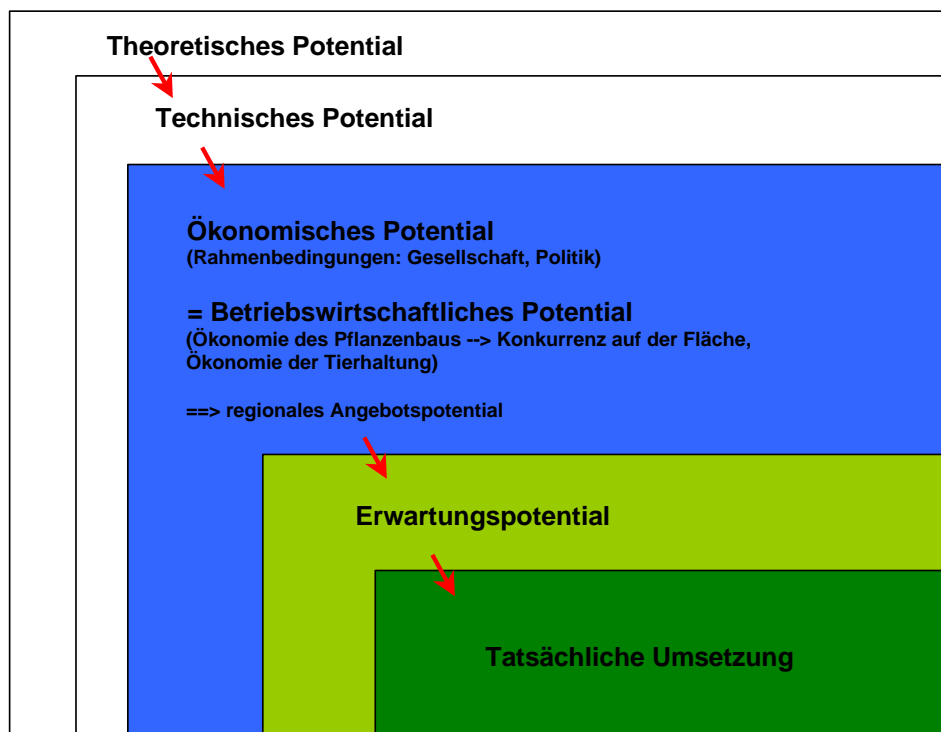 Theoretisches Potential
Technisches Potential
Ökonomisches Potential
(Rahmenbedingungen: Gesellschaft, Politik)
= Betriebswirtschaftliches Potential
(Ökonomie des Pflanzenbaus --> Konkurrenz auf der Fläche,
Ökonomie der Tierhaltung)
==> regionales Angebotspotential
Erwartungspotential
Tatsächliche Umsetzung